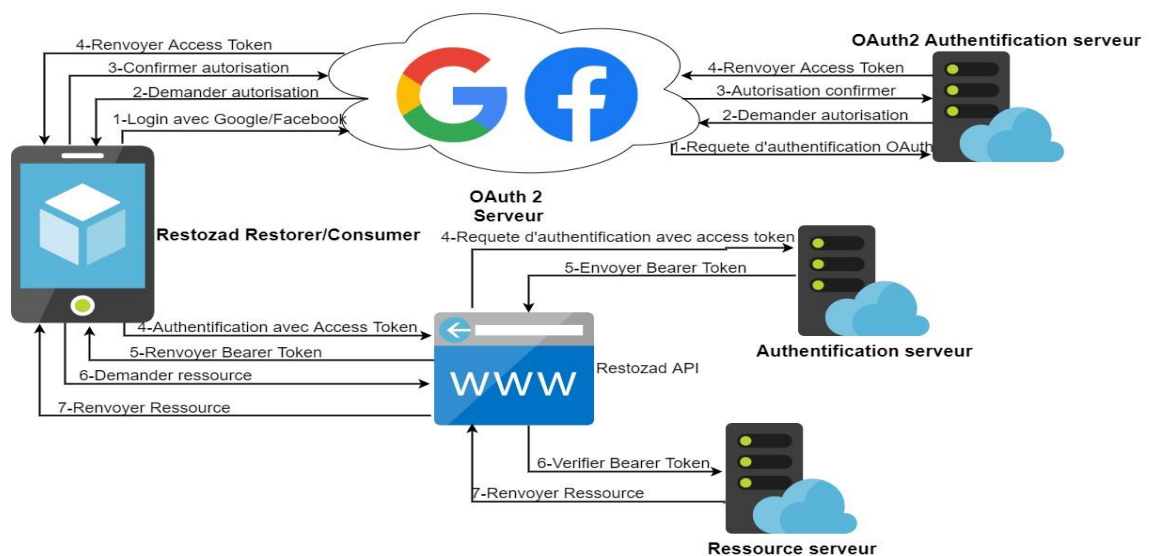 4-Renvoyer Access Token
3-Confirmer autorisation
2-Demander autorisation
1-Login avec Google/Facebook
OAuth2 Authentification serveur
4-Renvoyer Access Token
3-Autorisation confirmer
2-Demander autorisation
1-Requete d'authentification OAuth
OAuth 2
Serveur
Restozad Restorer/Consumer
4-Requete d'authentification avec access token
5-Envoyer Bearer Token
Authentification serveur
4-Authentification avec Access Token
5-Renvoyer Bearer Token
6-Demander ressource
7-Renvoyer Ressource
www
Restozad API
6-Verifier Bearer Token
7-Renvoyer Ressource
Ressource serveur